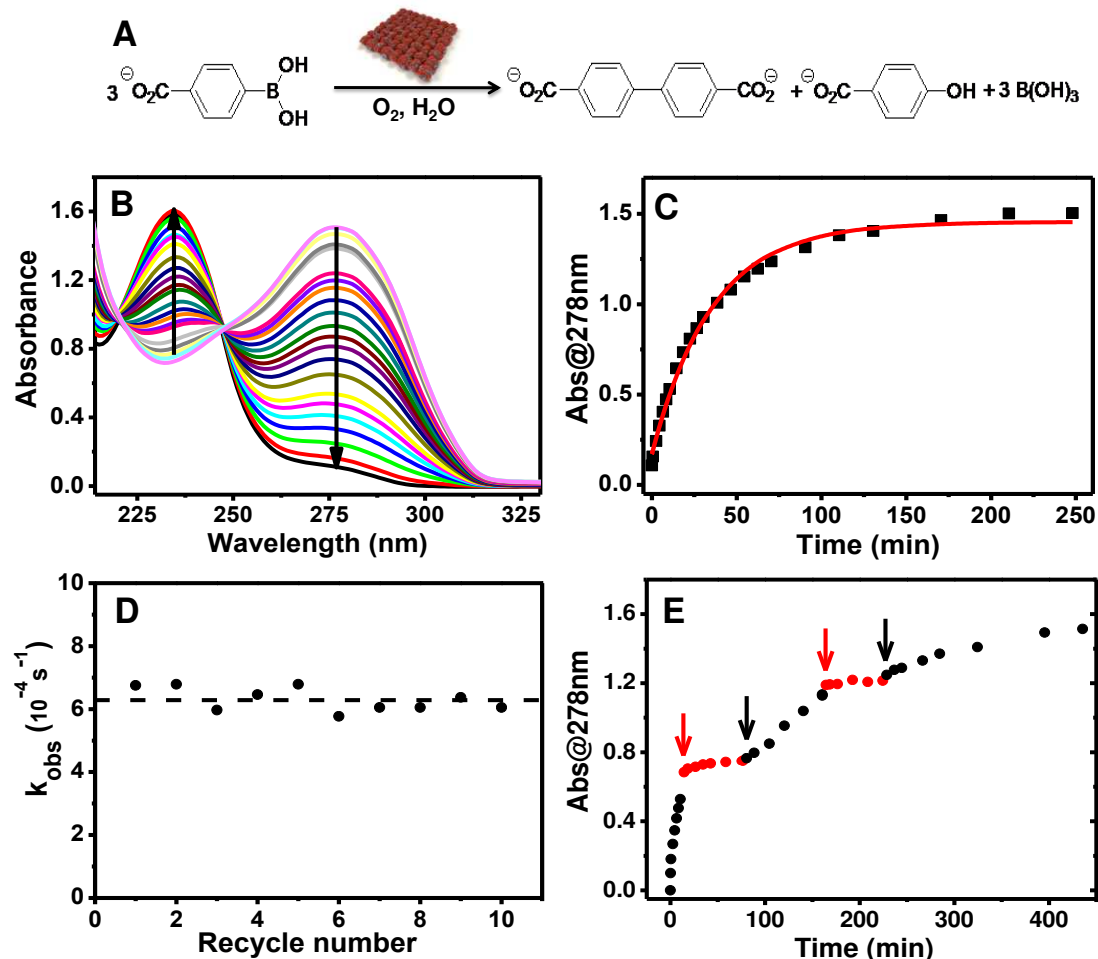 A
3 ⊖O₂C B OH OH O₂, H₂O ⊖O₂C CO₂⊖ + ⊖O₂C OH + 3 B(OH)₃
B
Absorbance
1.6
1.2
0.8
0.4
0.0
225 250 275 300 325
Wavelength (nm)
C
Abs@278nm
1.5
1.0
0.5
0.0
0 50 100 150 200 250
Time (min)
D
k_obs (10⁻⁴ s⁻¹)
10
8
6
4
2
0
0 2 4 6 8 10
Recycle number
E
Abs@278nm
1.6
1.2
0.8
0.4
0.0
0 100 200 300 400
Time (min)